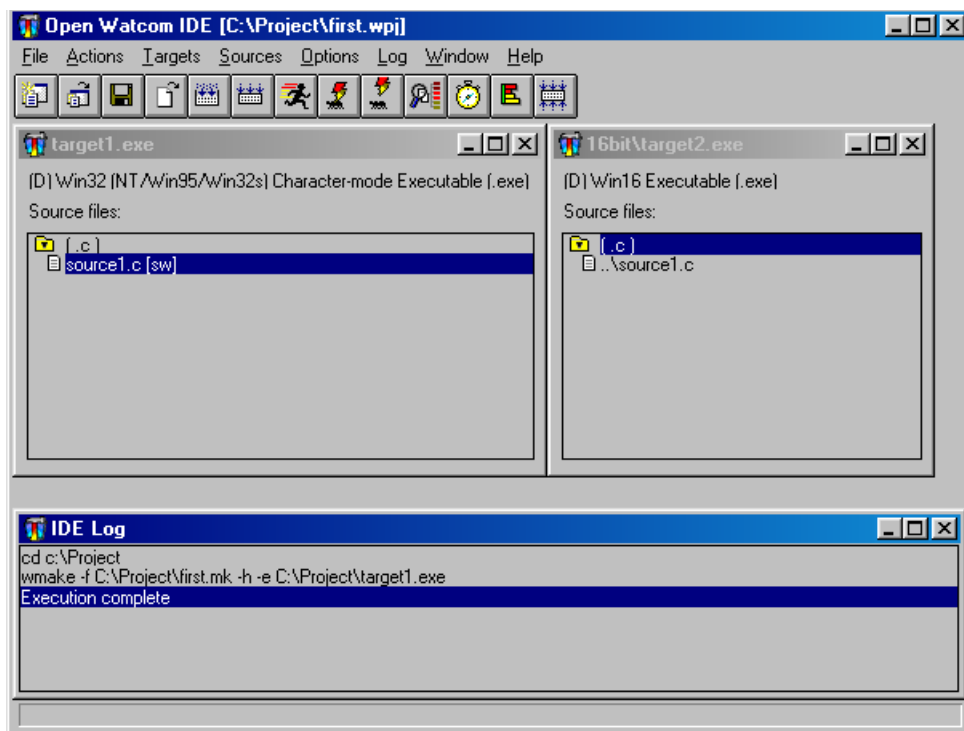 Open Watcom IDE [C:\Project\first.wpj]
File Actions Targets Sources Options Log Window Help
target1.exe
(D) Win32 (NT/Win95/Win32s) Character-mode Executable (.exe)
Source files:
( .c )
source1.c [sw]
16bit\target2.exe
(D) Win16 Executable (.exe)
Source files:
( .c )
..\source1.c
IDE Log
cd c:\Project
wmake -f C:\Project\first.mk -h -e C:\Project\target1.exe
Execution complete